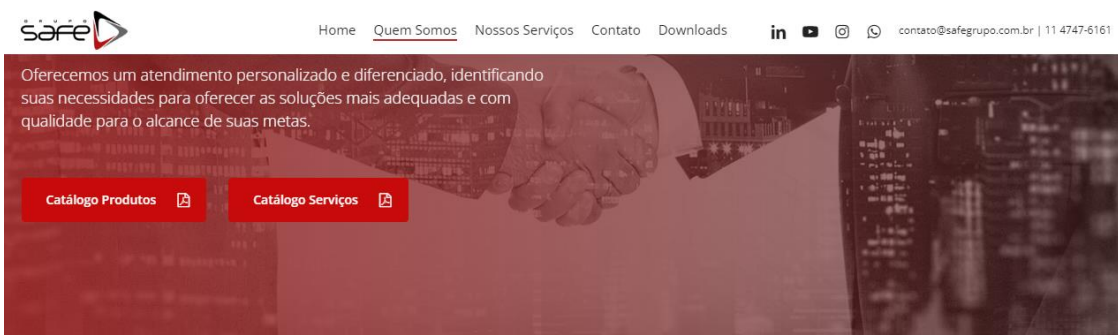 GRUPO
safe
Home Quem Somos Nossos Serviços Contato Downloads in contato@safegrupo.com.br | 11 4747-6161
Oferecemos um atendimento personalizado e diferenciado, identificando
suas necessidades para oferecer as soluções mais adequadas e com
qualidade para o alcance de suas metas.
Catálogo Produtos
Catálogo Serviços